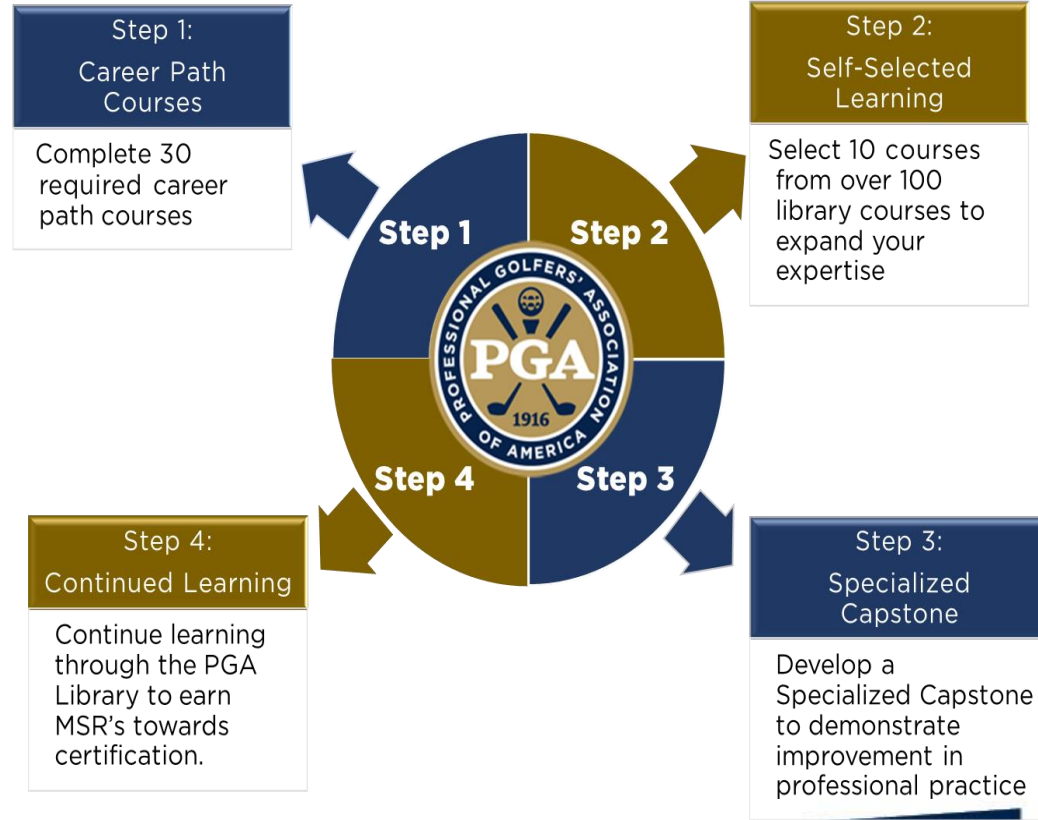 Step 1:
Career Path
Courses
Complete 30
required career
path courses
Step 2:
Self-Selected
Learning
Select 10 courses
from over 100
library courses to
expand your
expertise
Step 1
Step 2
PROFESSIONAL GOLFERS' ASSOCIATION
PGA
1916
OF AMERICA
Step 4
Step 3
Step 4:
Continued Learning
Continue learning
through the PGA
Library to earn
MSR's towards
certification.
Step 3:
Specialized
Capstone
Develop a
Specialized Capstone
to demonstrate
improvement in
professional practice